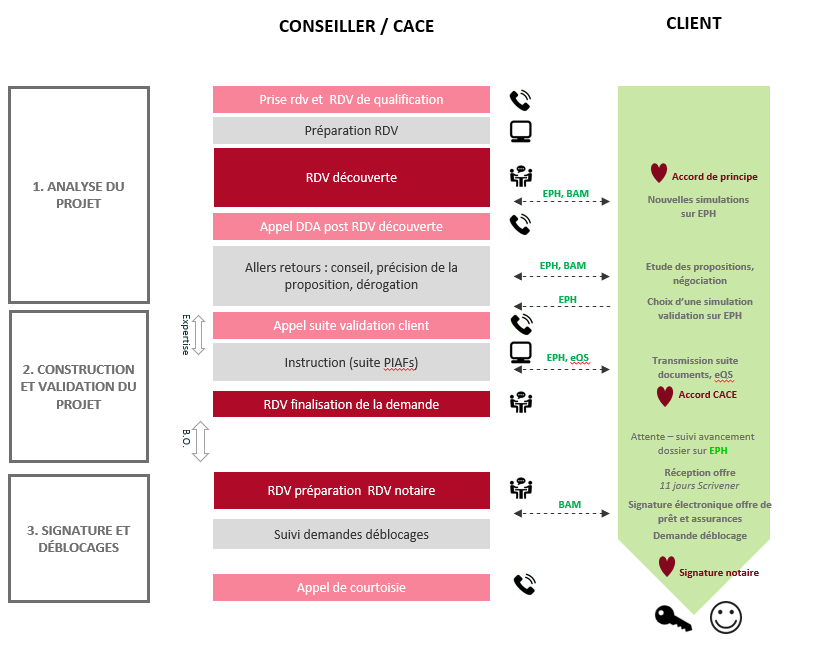 CONSEILLER / CACE
CLIENT
1. ANALYSE DU
PROJET
Prise rdv et RDV de qualification
Préparation RDV
RDV découverte
EPH, BAM
Accord de principe
Nouvelles simulations
sur EPH
Appel DDA post RDV découverte
Allers retours : conseil, précision de la
proposition, dérogation
EPH, BAM
Etude des propositions,
négociation
EPH
Choix d'une simulation
validation sur EPH
2. CONSTRUCTION
ET VALIDATION DU
PROJET
Expertise
Appel suite validation client
Instruction (suite PIAFs)
EPH, eQS
Transmission suite
documents, eQS
RDV finalisation de la demande
Accord CACE
B.O.
Attente – suivi avancement
dossier sur EPH
Réception offre
11 jours Scrivener
3. SIGNATURE ET
DÉBLOCAGES
RDV préparation RDV notaire
BAM
Signature électronique offre de
prêt et assurances
Suivi demandes déblocages
Demande déblocage
Signature notaire
Appel de courtoisie